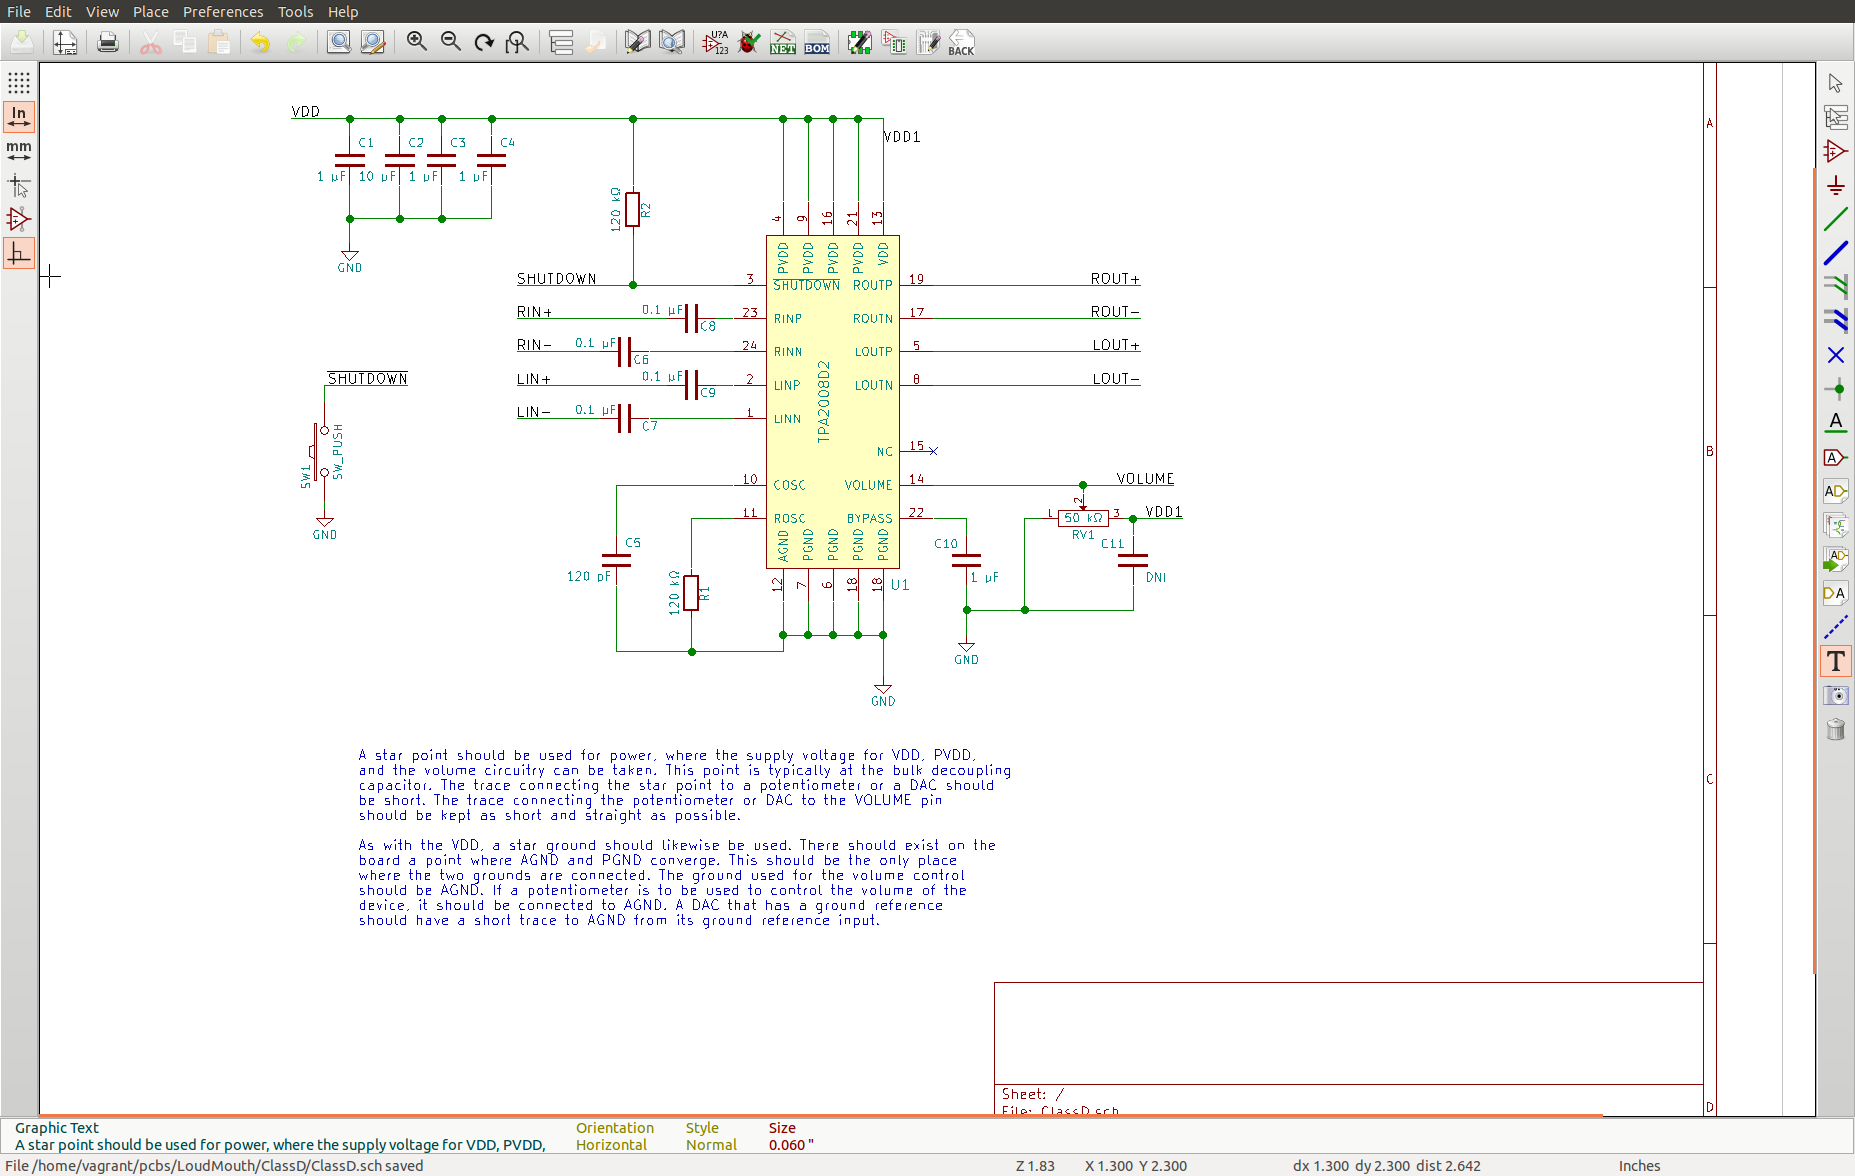 File Edit View Place Preferences Tools Help
U?A
123
NET
BOM
BACK
In
mm
VDD
C1
C2
C3
C4
VDD1
1 µF
10 µF
1 µF
1 µF
120 kΩ
R2
GND
4
9
16
21
13
PVDD
PVDD
PVDD
PVDD
VDD
SHUTDOWN
3
SHUTDOWN
ROUTP
19
ROUT+
RIN+
0.1 µF
C8
23
RINP
ROUTN
17
ROUT−
RIN−
0.1 µF
C6
24
RINN
LOUTP
5
LOUT+
LIN+
0.1 µF
C9
2
LINP
LOUTN
8
LOUT−
LIN−
0.1 µF
C7
1
LINN
TPA2008D2
SHUTDOWN
SW1
SW_PUSH
GND
NC
15
10
COSC
VOLUME
14
VOLUME
11
ROSC
BYPASS
22
1
2
50 kΩ
3
VDD1
RV1
C5
120 pF
120 kΩ
R1
AGND
PGND
PGND
PGND
PGND
12
7
6
18
18
U1
C10
1 µF
C11
DNI
GND
GND
A star point should be used for power, where the supply voltage for VDD, PVDD,
and the volume circuitry can be taken. This point is typically at the bulk decoupling
capacitor. The trace connecting the star point to a potentiometer or a DAC should
be short. The trace connecting the potentiometer or DAC to the VOLUME pin
should be kept as short and straight as possible.
As with the VDD, a star ground should likewise be used. There should exist on the
board a point where AGND and PGND converge. This should be the only place
where the two grounds are connected. The ground used for the volume control
should be AGND. If a potentiometer is to be used to control the volume of the
device, it should be connected to AGND. A DAC that has a ground reference
should have a short trace to AGND from its ground reference input.
A
B
C
D
Sheet: /
File: ClassD.sch
A
A
AD
AD
DA
T
Graphic Text Orientation Style Size
A star point should be used for power, where the supply voltage for VDD, PVDD, Horizontal Normal 0.060 "
File /home/vagrant/pcbs/LoudMouth/ClassD/ClassD.sch saved Z 1.83 X 1.300 Y 2.300 dx 1.300 dy 2.300 dist 2.642 Inches